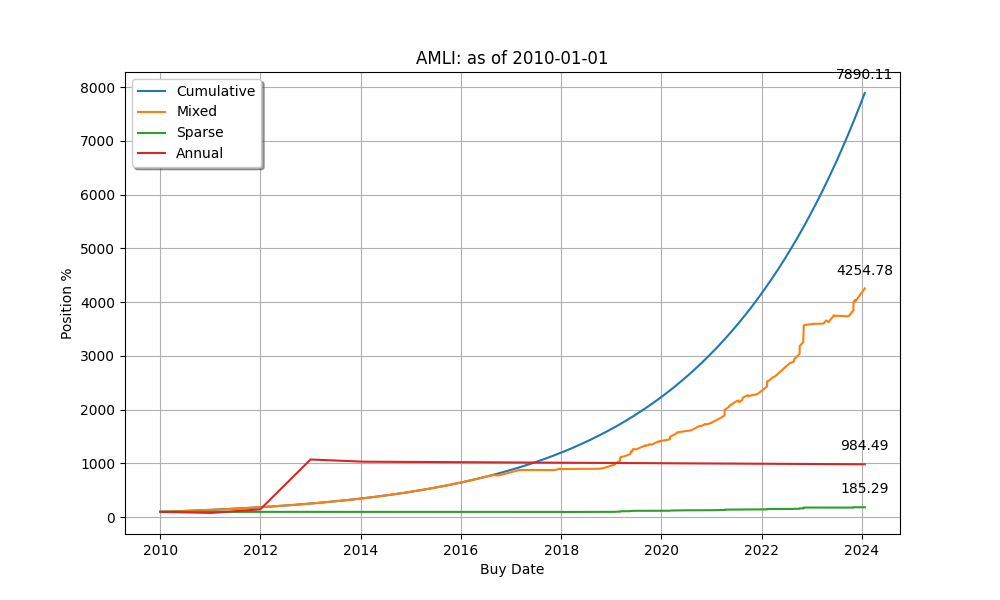 AMLI: as of 2010-01-01
7890.11
Cumulative
Mixed
Sparse
Annual
4254.78
984.49
185.29
8000
7000
6000
5000
4000
3000
2000
1000
0
Position %
2010 2012 2014 2016 2018 2020 2022 2024
Buy Date